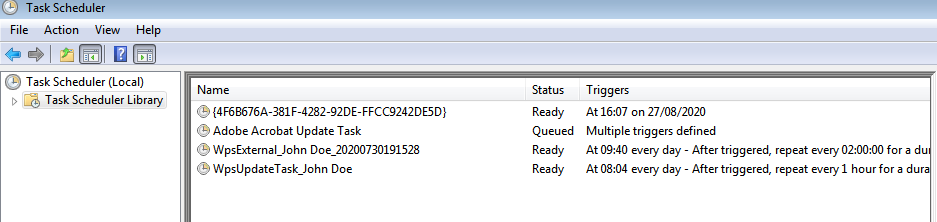 Task Scheduler
File Action View Help
Task Scheduler (Local)
Task Scheduler Library
Name Status Triggers
{4F6B676A-381F-4282-92DE-FFCC9242DE5D} Ready At 16:07 on 27/08/2020
Adobe Acrobat Update Task Queued Multiple triggers defined
WpsExternal_John Doe_20200730191528 Ready At 09:40 every day - After triggered, repeat every 02:00:00 for a dura
WpsUpdateTask_John Doe Ready At 08:04 every day - After triggered, repeat every 1 hour for a dura